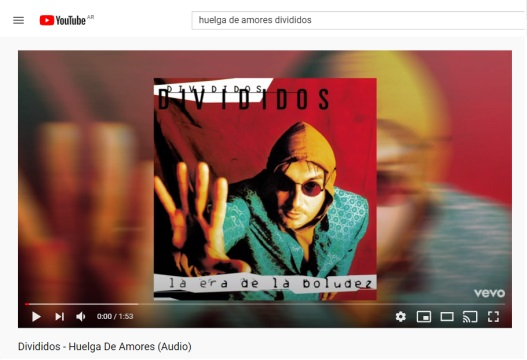 YouTube AR
huelga de amores divididos
DIVIDIDOS
DIVIDIDOS
la era de la boludez
vevo
0:00 / 1:53
Divididos - Huelga De Amores (Audio)